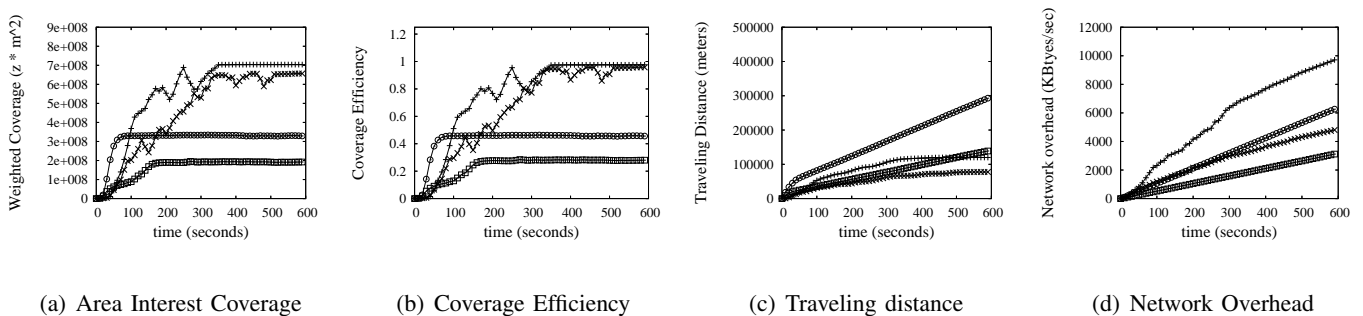 Weighted Coverage (z * m^2)
9e+008
8e+008
7e+008
6e+008
5e+008
4e+008
3e+008
2e+008
1e+008
0
0 100 200 300 400 500 600
time (seconds)
(a) Area Interest Coverage
Coverage Efficiency
1.2
1
0.8
0.6
0.4
0.2
0
0 100 200 300 400 500 600
time (seconds)
(b) Coverage Efficiency
Traveling Distance (meters)
500000
400000
300000
200000
100000
0
0 100 200 300 400 500 600
time (seconds)
(c) Traveling distance
Network overhead (KBtyes/sec)
12000
10000
8000
6000
4000
2000
0
0 100 200 300 400 500 600
time (seconds)
(d) Network Overhead